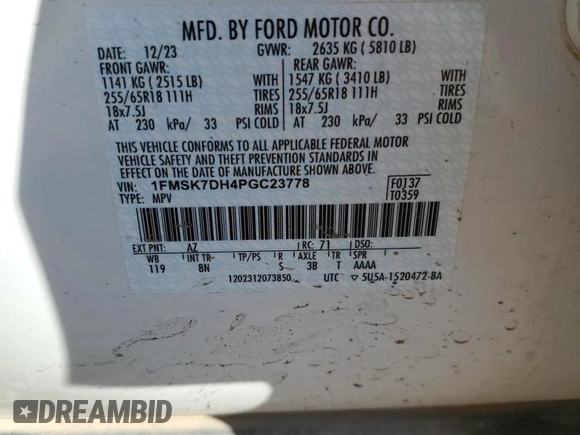 MFD. BY FORD MOTOR CO.
DATE: 12/23 GVWR: 2635 KG ( 5810 LB)
FRONT GAWR: REAR GAWR:
1141 KG ( 2515 LB) WITH 1547 KG ( 3410 LB) WITH
255/65R18 111H TIRES 255/65R18 111H TIRES
18x7.5J RIMS 18x7.5J RIMS
AT 230 kPa/ 33 PSI COLD AT 230 kPa/ 33 PSI COLD
THIS VEHICLE CONFORMS TO ALL APPLICABLE FEDERAL MOTOR
VEHICLE SAFETY AND THEFT PREVENTION STANDARDS IN
EFFECT ON THE DATE OF MANUFACTURE SHOWN ABOVE.
VIN: 1FMSK7DH4PGC23778 F0137
TYPE: MPV T0359
EXT PNT: AZ RC: 71 DSO:
WB INT TR TP/PS R AXLE T SPR
119 8N S 3B T AAAA
1202312073850 UTC ▽ 5U5A-1520472-BA
DREAMBID